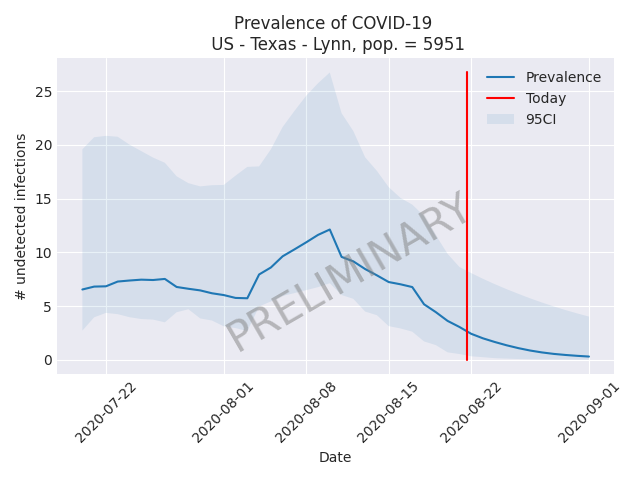 Prevalence of COVID-19
US - Texas - Lynn, pop. = 5951
# undetected infections
25
20
15
10
5
0
Prevalence
Today
95CI
PRELIMINARY
2020-07-22
2020-08-01
2020-08-08
2020-08-15
2020-08-22
2020-09-01
Date